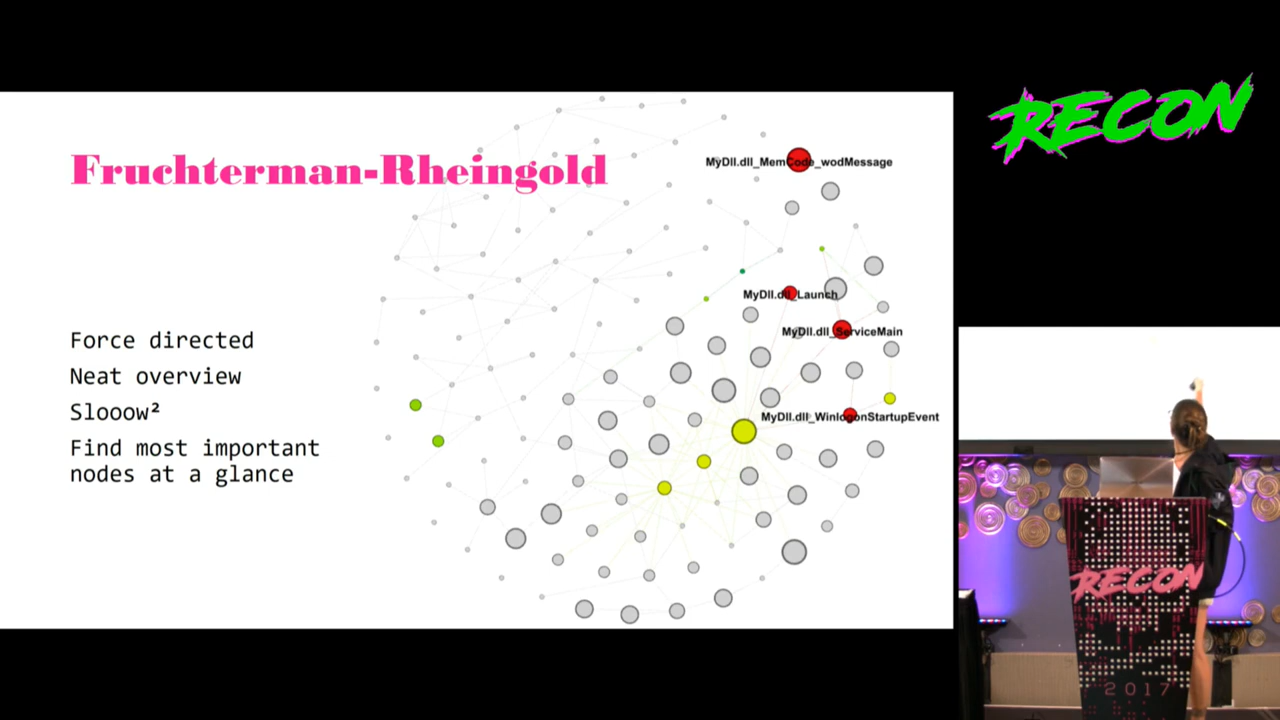 RECON
Fruchterman-Rheingold
MyDll.dll_MemCode_wodMessage
MyDll.dll_Launch
MyDll.dll_ServiceMain
MyDll.dll_WinlogonStartupEvent
Force directed
Neat overview
Slooow²
Find most important
nodes at a glance
RECON
2017